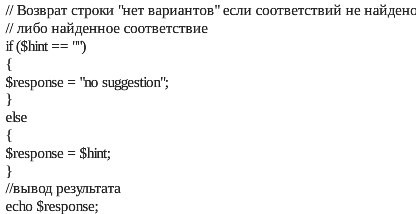 // Возврат строки "нет вариантов" если соответствий не найдено
// либо найденное соответствие
if ($hint == "")
{
$response = "no suggestion";
}
else
{
$response = $hint;
}
//вывод результата
echo $response;